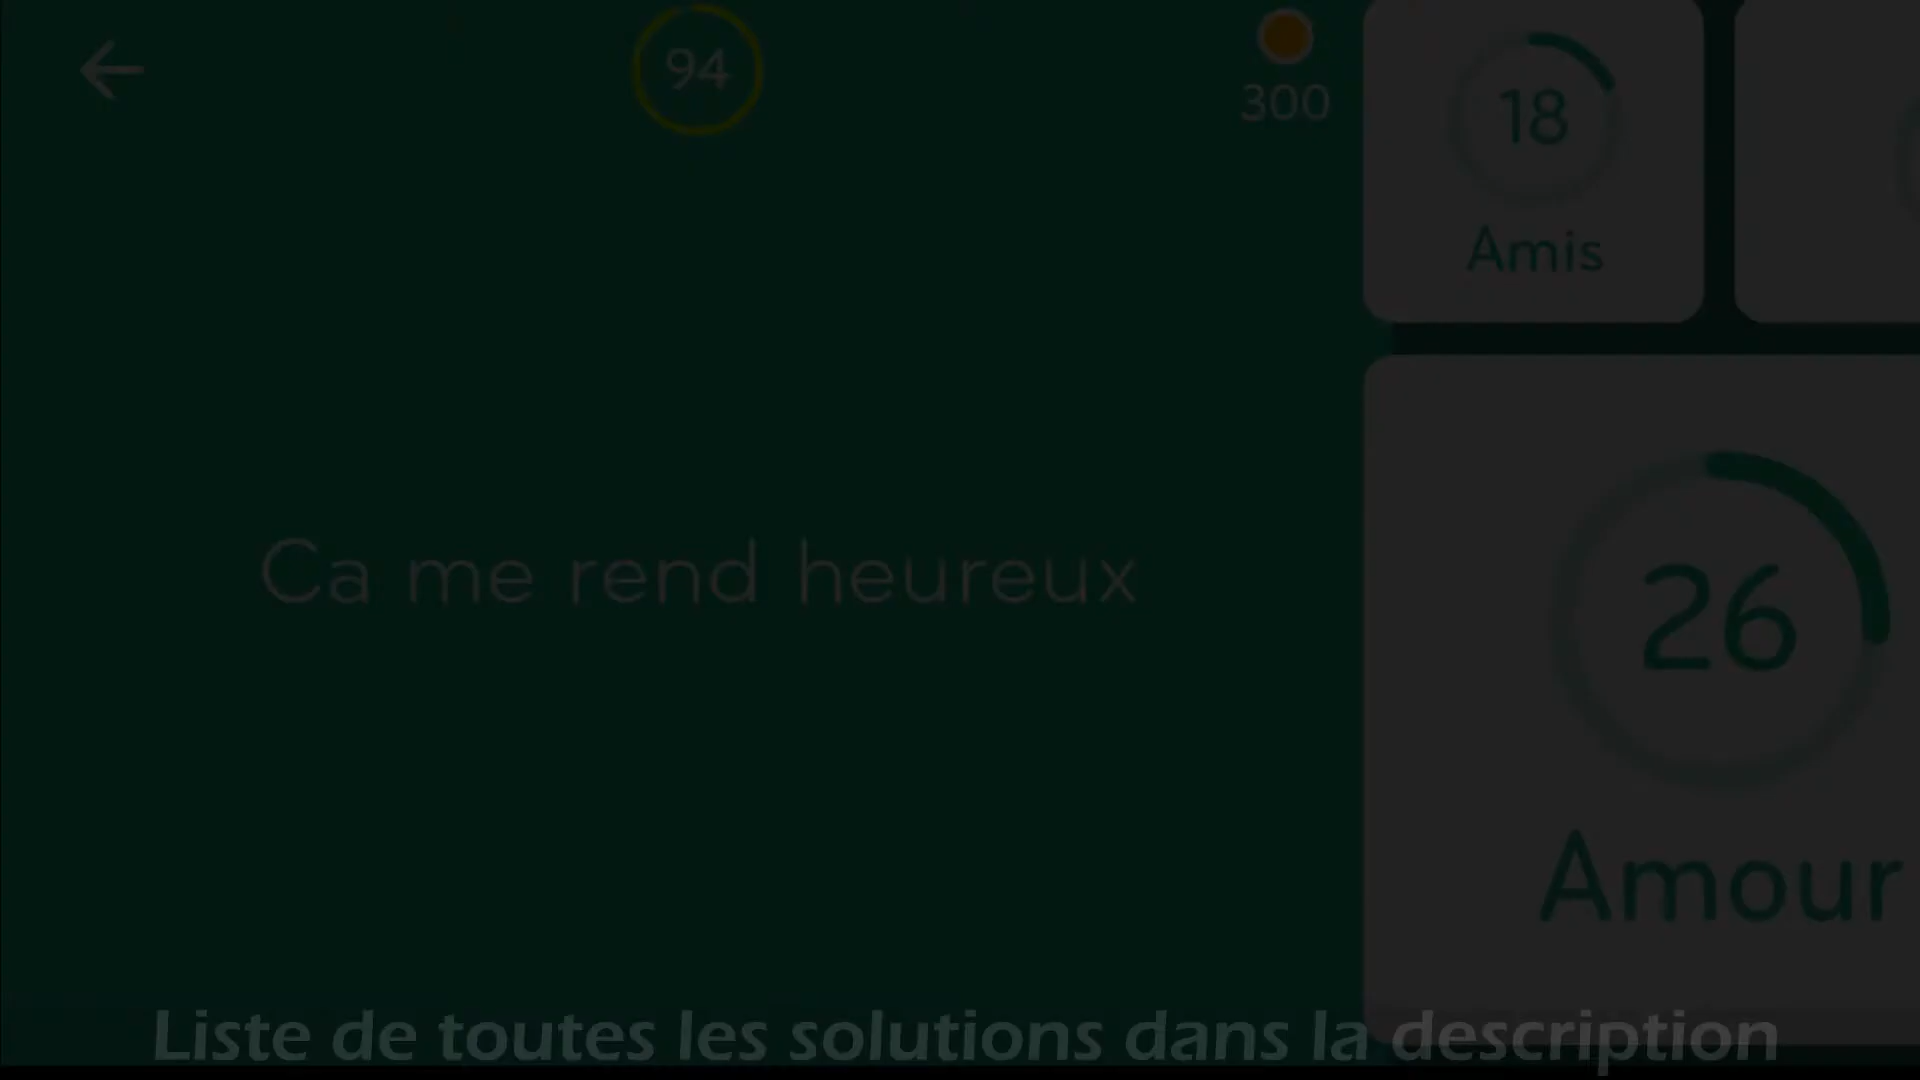 94
300
18
Amis
Ca me rend heureux
26
Amour
Liste de toutes les solutions dans la description